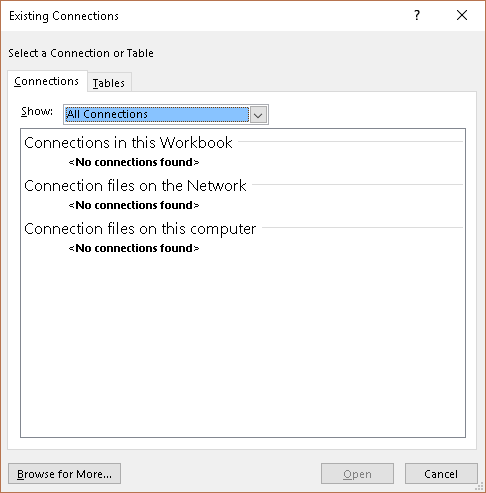 Existing Connections
?
Select a Connection or Table
Connections
Tables
Show: All Connections
Connections in this Workbook
<No connections found>
Connection files on the Network
<No connections found>
Connection files on this computer
<No connections found>
Browse for More...
Open
Cancel